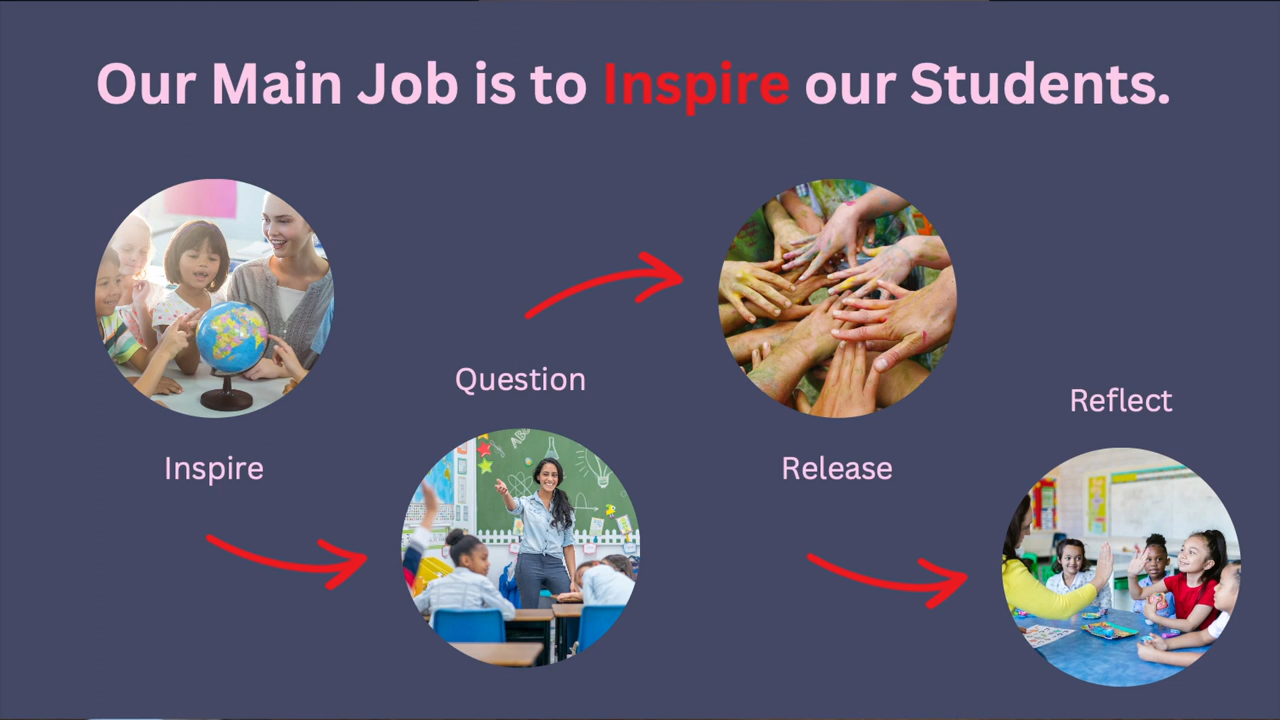 Our Main Job is to Inspire our Students.
Inspire
Question
Release
Reflect